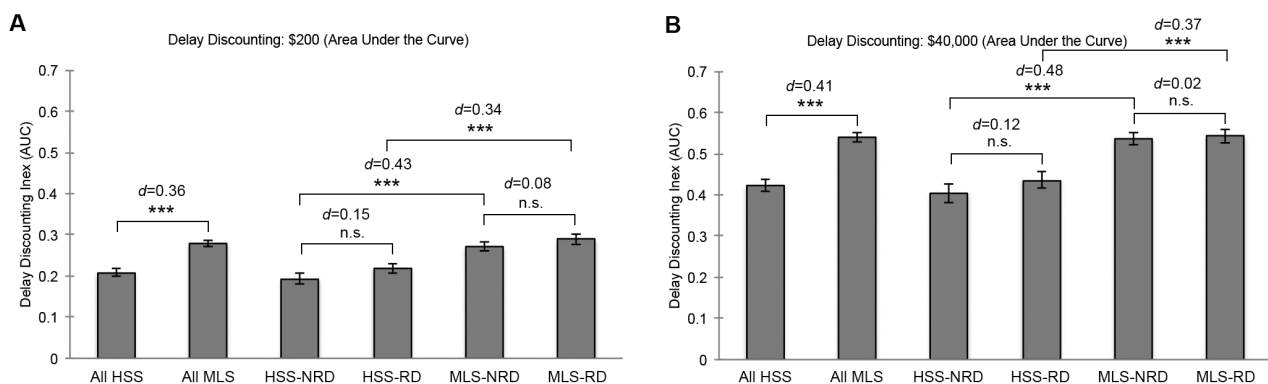 A
Delay Discounting: $200 (Area Under the Curve)
Delay Discounting Inex (AUC)
0.7
0.6
0.5
0.4
0.3
0.2
0.1
0
d=0.36
***
d=0.15
n.s.
d=0.43
***
d=0.34
***
d=0.08
n.s.
All HSS All MLS HSS-NRD HSS-RD MLS-NRD MLS-RD
B
Delay Discounting: $40,000 (Area Under the Curve)
Delay Discounting Inex (AUC)
0.7
0.6
0.5
0.4
0.3
0.2
0.1
0
d=0.41
***
d=0.12
n.s.
d=0.48
***
d=0.37
***
d=0.02
n.s.
All HSS All MLS HSS-NRD HSS-RD MLS-NRD MLS-RD